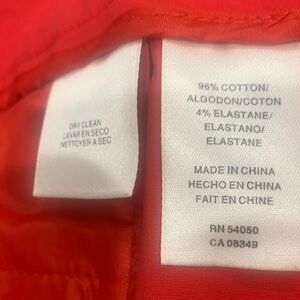 DRY CLEAN
LAVAR EN SECO
NETTOYER A SEC
96% COTTON/
ALGODON/COTON
4% ELASTANE/
ELASTANO/
ELASTANE
MADE IN CHINA
HECHO EN CHINA
FAIT EN CHINE
RN 54050
CA 08349